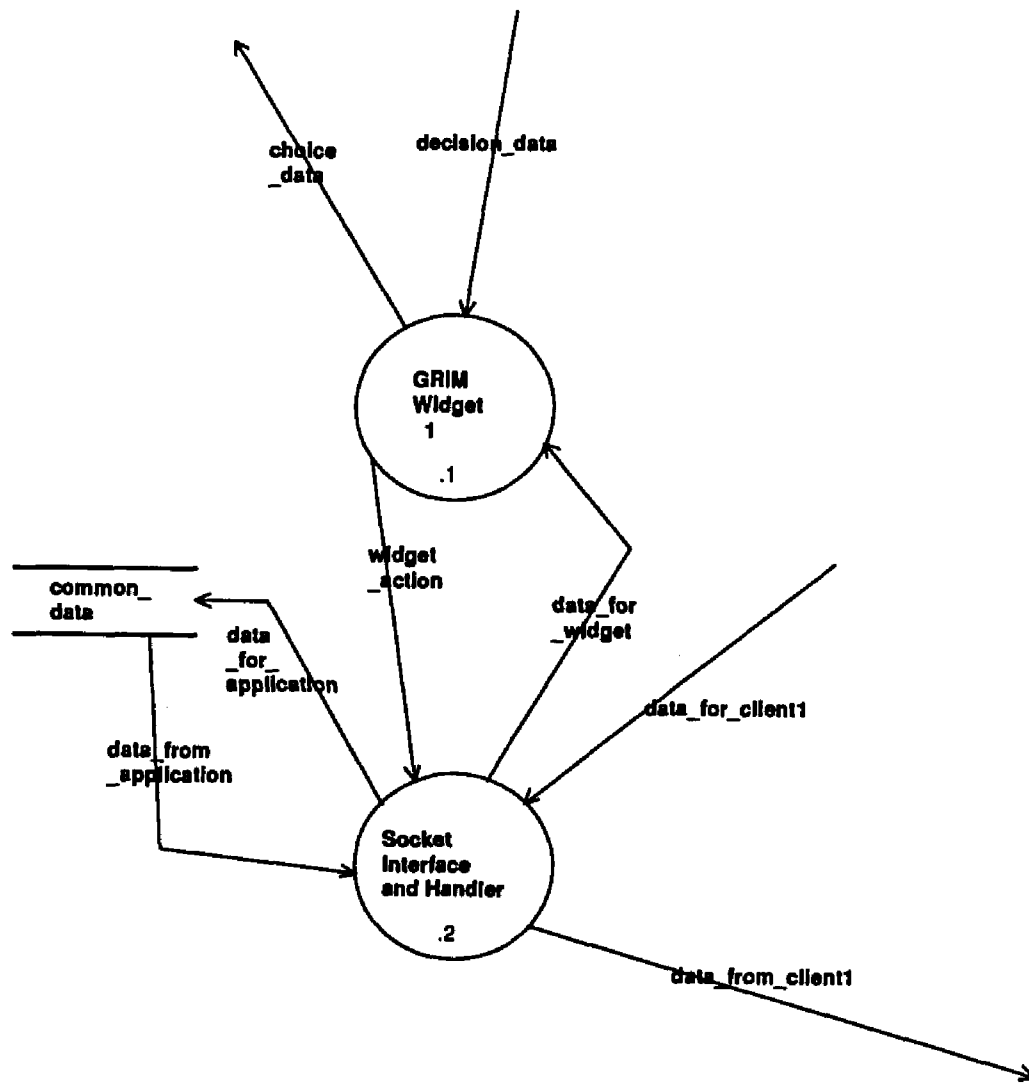 choice
_data
decision_data
GRIM
Widget
1
.1
widget
_action
common_
data
data
_for_
application
data_for
_widget
data_for_client1
data_from
_application
Socket
Interface
and Handler
.2
data_from_client1